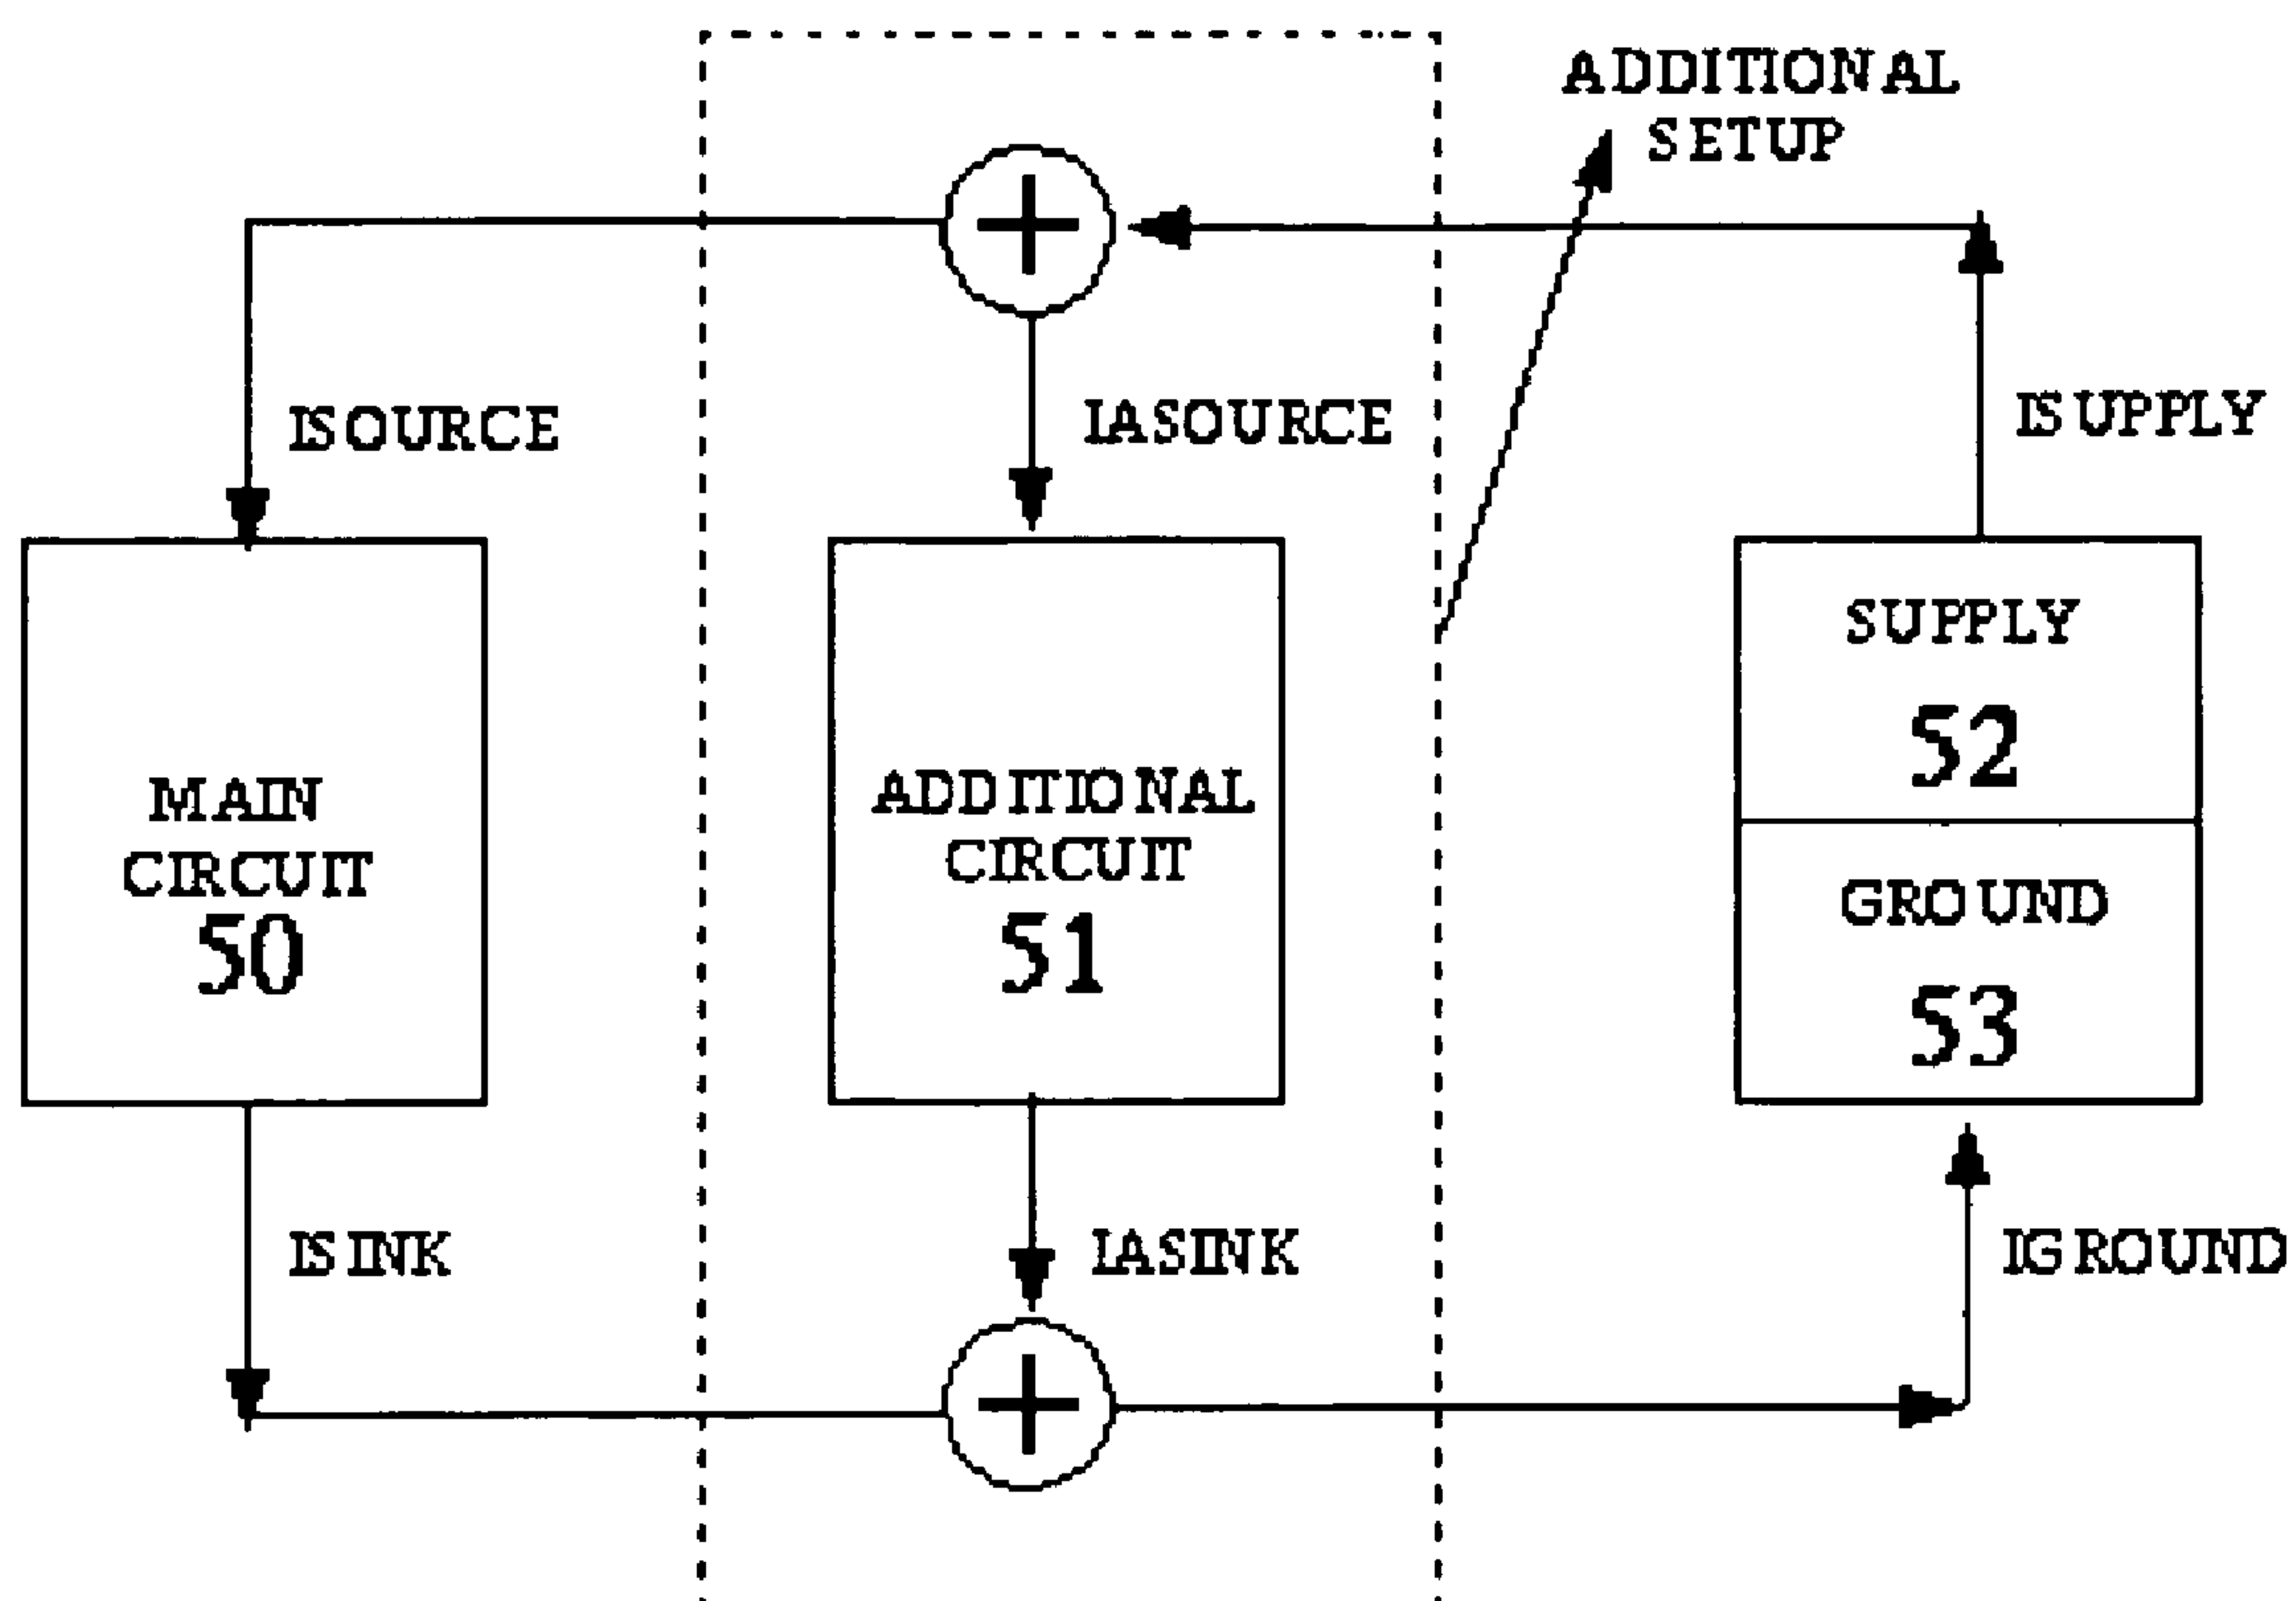 ADDITIONAL
SETUP
ISOURCE
IASOURCE
ISUPPLY
MAIN
CIRCUIT
50
ADDITIONAL
CIRCUIT
51
SUPPLY
52
GROUND
53
ISINK
IASINK
IGROUND